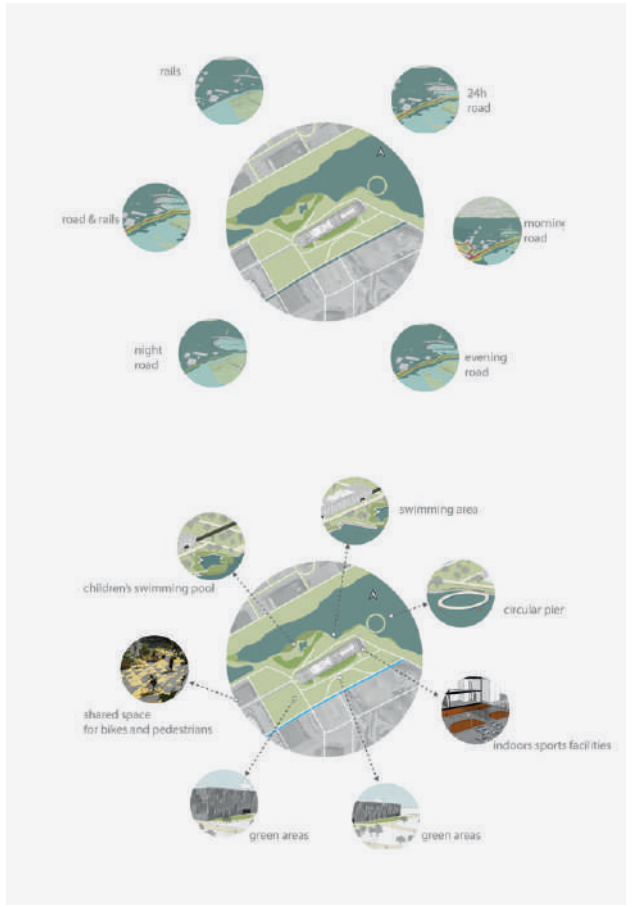 rails
24h
road
road & rails
morning
road
night
road
evening
road
swimming area
children's swimming pool
circular pier
shared space
for bikes and pedestrians
indoors sports facilities
green areas
green areas